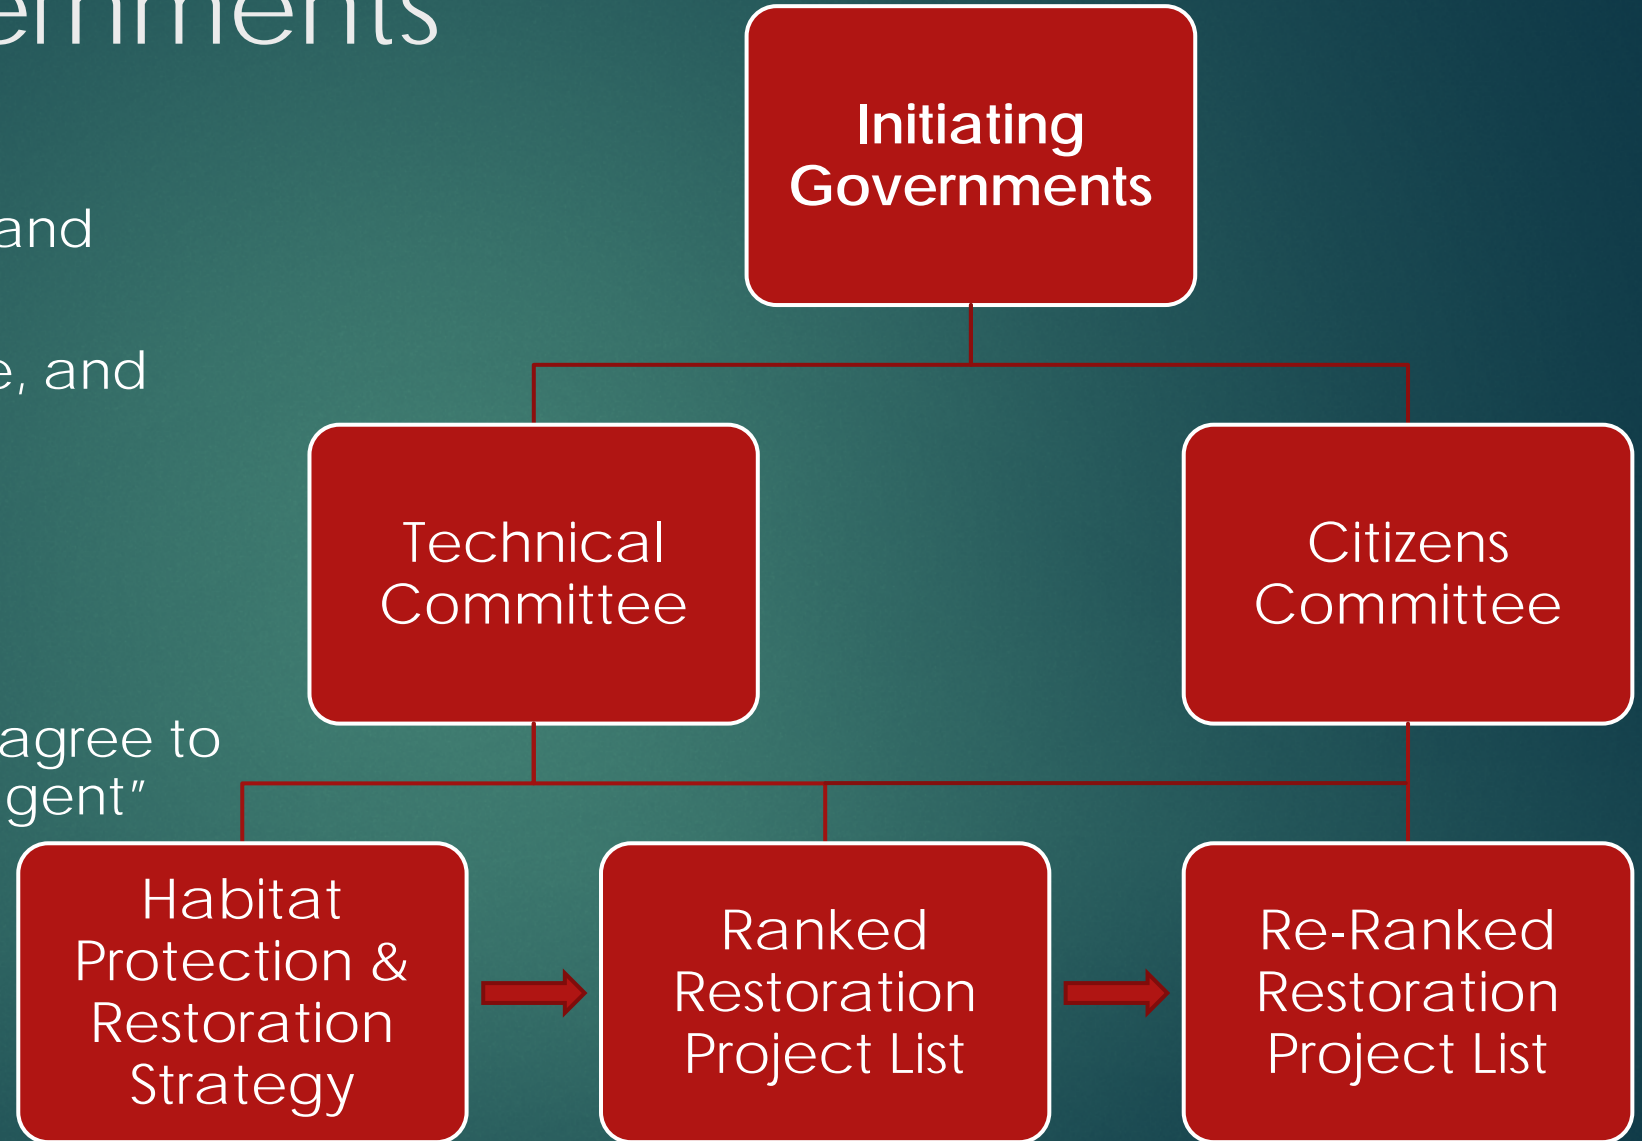 ernments
and
e, and
agree to
gent"
Initiating
Governments
Technical
Committee
Citizens
Committee
Habitat
Protection &
Restoration
Strategy
Ranked
Restoration
Project List
Re-Ranked
Restoration
Project List